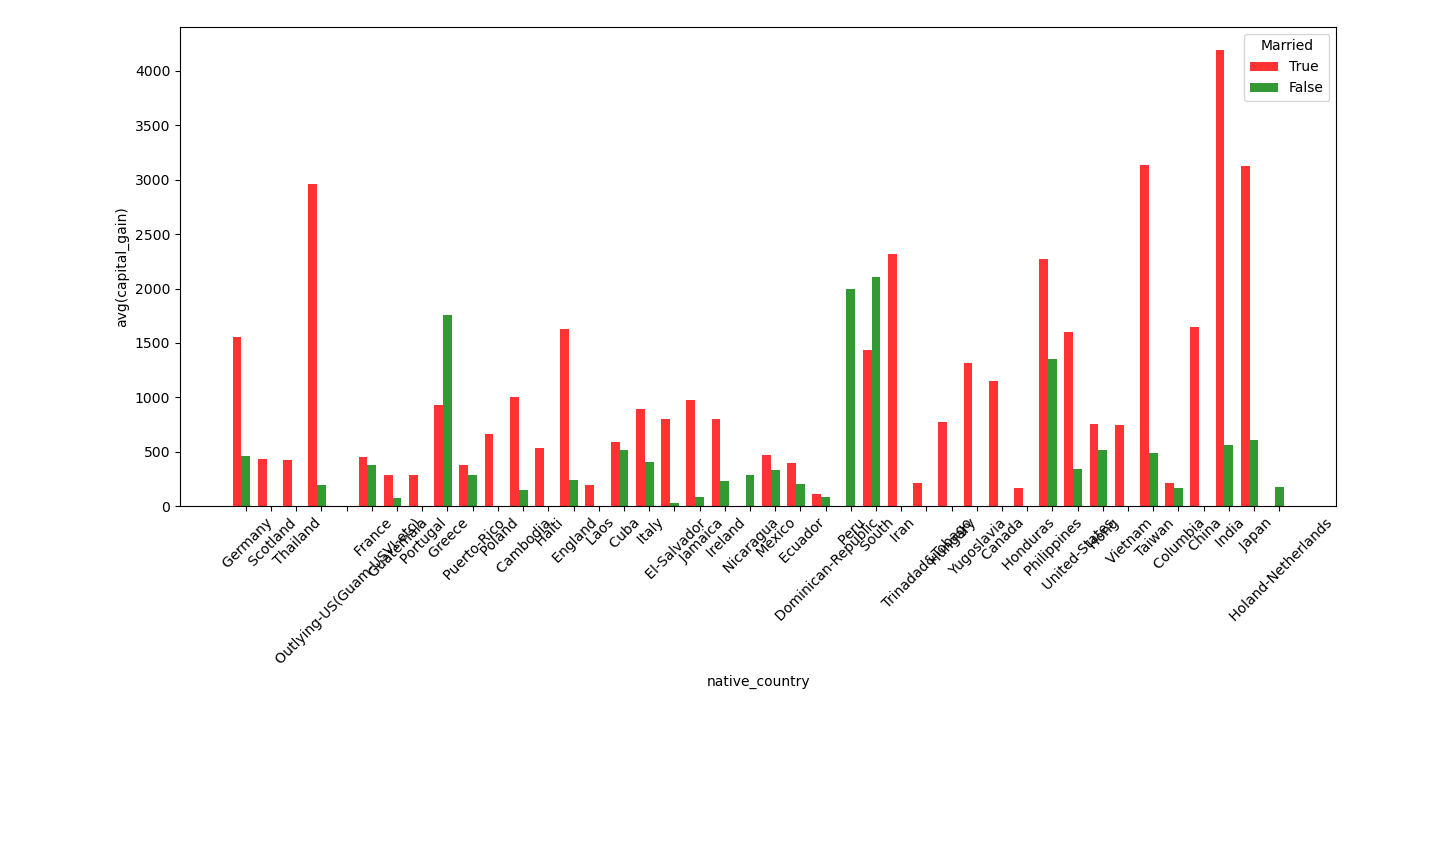 Married
True
False
4000
3500
3000
2500
2000
1500
1000
500
0
avg(capital_gain)
Germany
Scotland
Thailand
Outlying-US(Guam-USVI-etc)
France
Guatemala
Portugal
Greece
Puerto-Rico
Poland
Cambodia
Haiti
England
Laos
Cuba
Italy
El-Salvador
Jamaica
Ireland
Nicaragua
Mexico
Ecuador
Dominican-Republic
Peru
South
Iran
Trinadad&Tobago
Hungary
Yugoslavia
Canada
Honduras
Philippines
United-States
Hong
Vietnam
Taiwan
Columbia
China
India
Japan
Holand-Netherlands
native_country